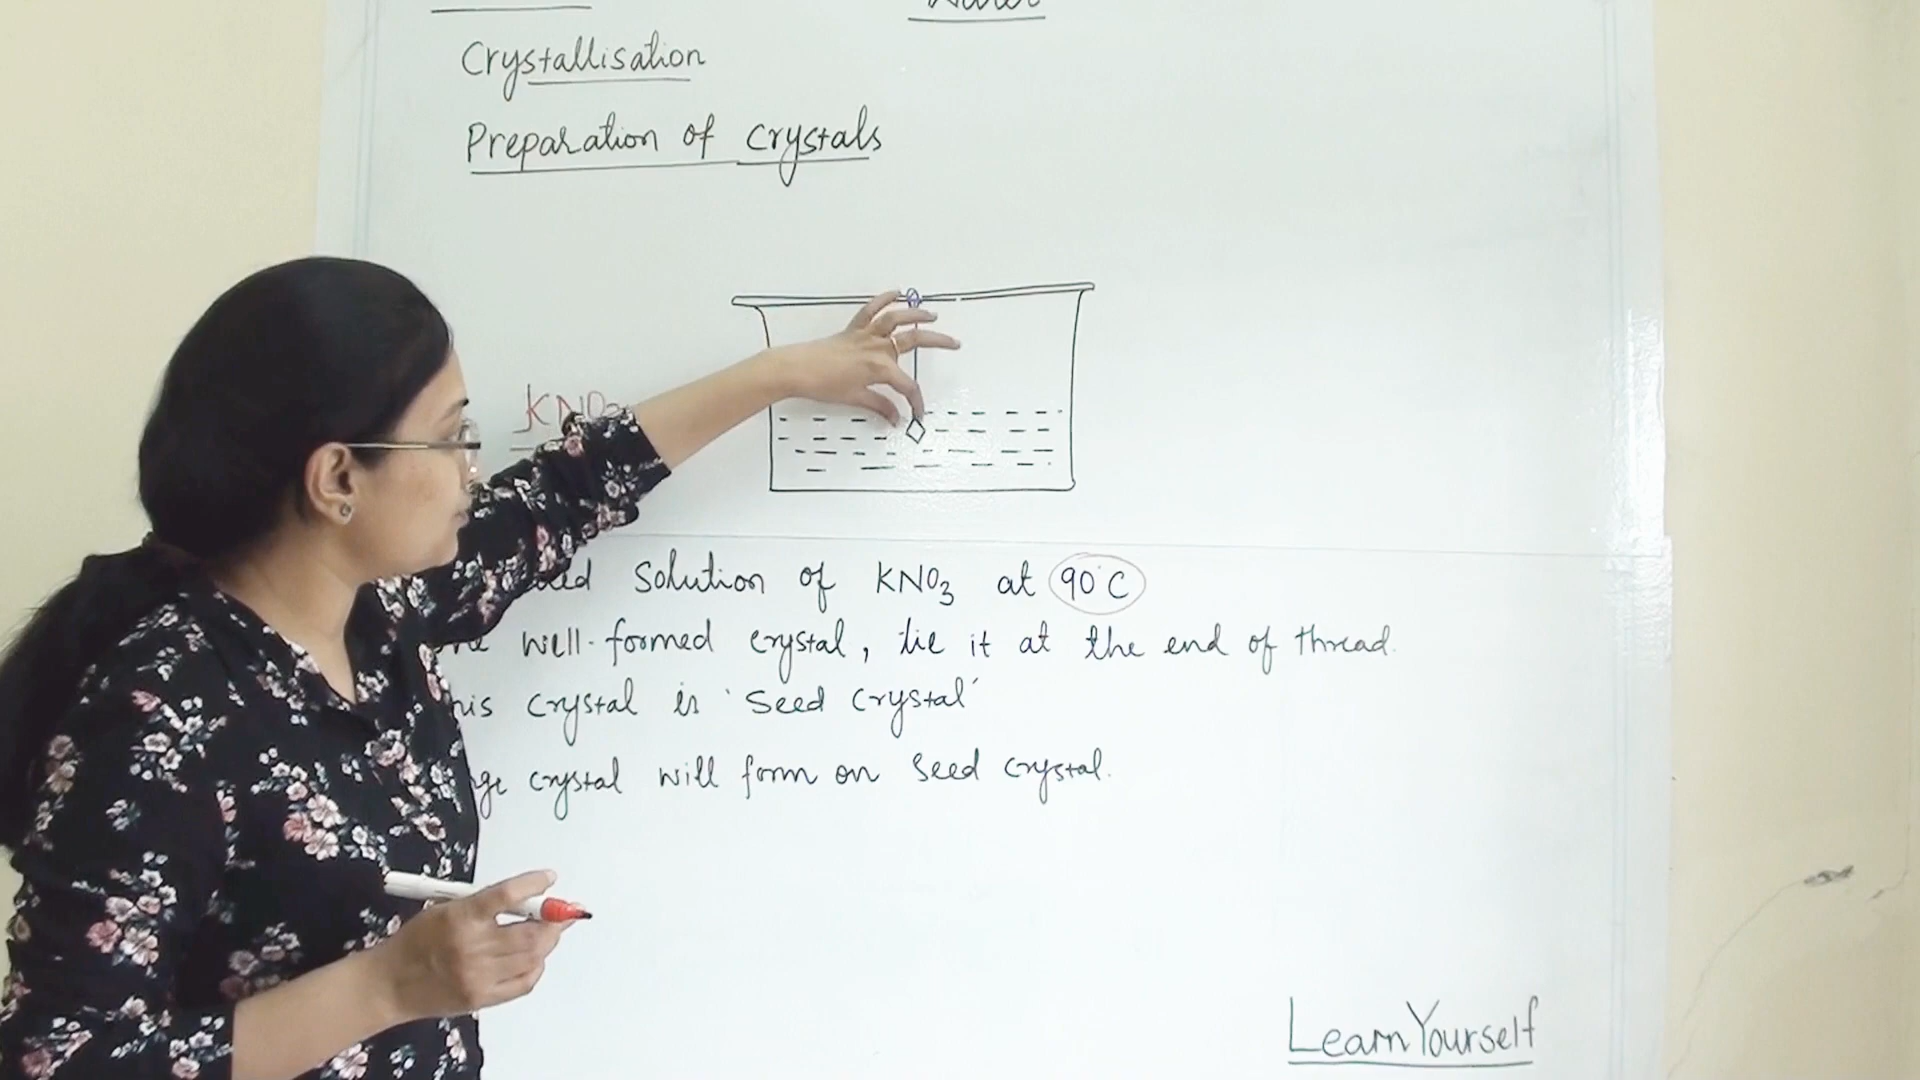 Crystallisation
Preparation of Crystals
KNO3
Solution of KNO3 at 90°C
well-formed crystal, tie it at the end of thread.
crystal is 'Seed Crystal'
crystal will form on Seed Crystal.
Learn Yourself